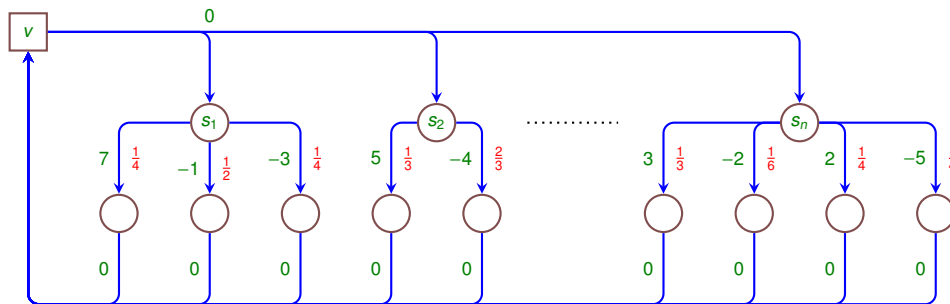 0
v
s₁ s₂ ........... sₙ
7 1/4 −1 1/2 −3 1/4 5 1/3 −4 2/3 3 1/3 −2 1/6 2 1/4 −5
0 0 0 0 0 0 0 0 0